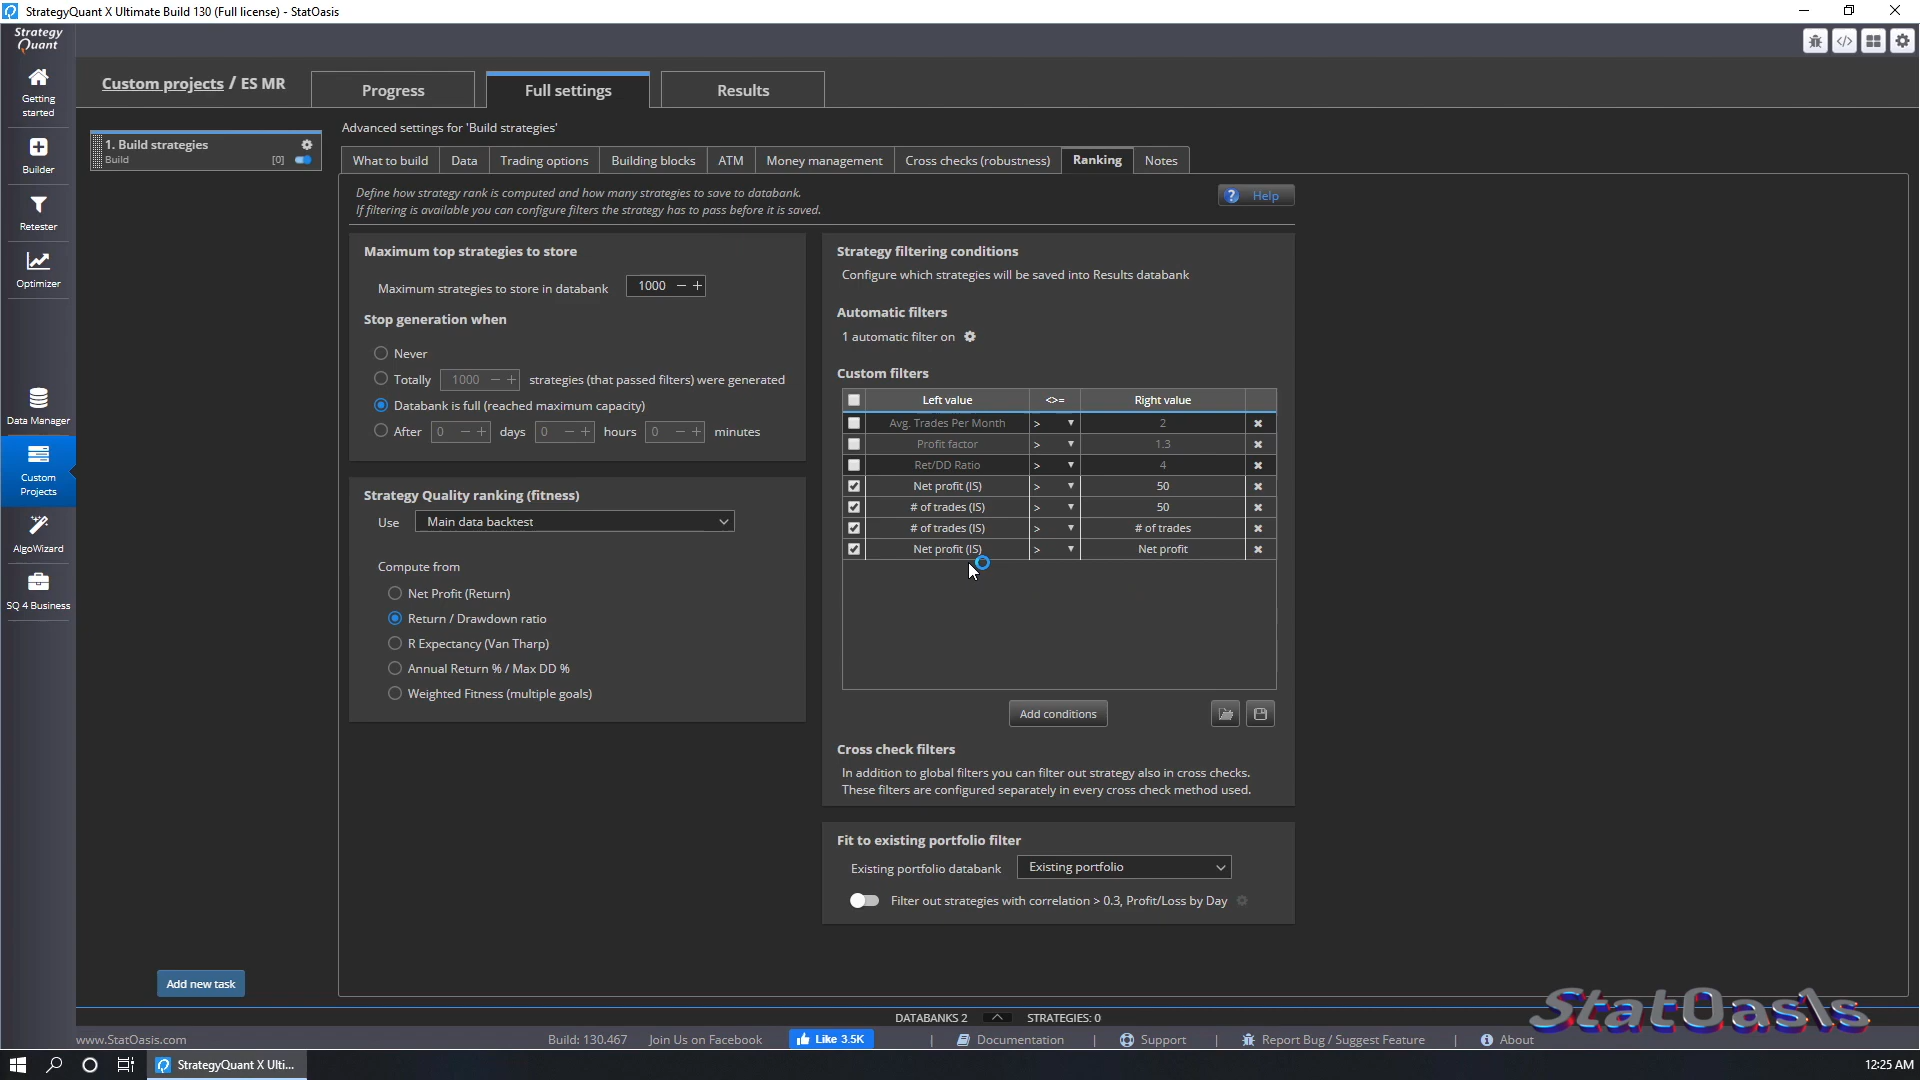 StrategyQuant X Ultimate Build 130 (Full license) - StatOasis
Strategy
Quant
Custom projects / ES MR
Progress
Full settings
Results
Getting
started
Builder
Retester
Optimizer
Data Manager
Custom
Projects
AlgoWizard
SQ 4 Business
1. Build strategies
Build
[0]
Add new task
Advanced settings for 'Build strategies'
What to build
Data
Trading options
Building blocks
ATM
Money management
Cross checks (robustness)
Ranking
Notes
Define how strategy rank is computed and how many strategies to save to databank.
If filtering is available you can configure filters the strategy has to pass before it is saved.
? Help
Maximum top strategies to store
Maximum strategies to store in databank 1000 − +
Stop generation when
Never
Totally 1000 − + strategies (that passed filters) were generated
Databank is full (reached maximum capacity)
After 0 − + days 0 − + hours 0 − + minutes
Strategy Quality ranking (fitness)
Use Main data backtest
Compute from
Net Profit (Return)
Return / Drawdown ratio
R Expectancy (Van Tharp)
Annual Return % / Max DD %
Weighted Fitness (multiple goals)
Strategy filtering conditions
Configure which strategies will be saved into Results databank
Automatic filters
1 automatic filter on
Custom filters
Left value <>= Right value
Avg. Trades Per Month > 2
Profit factor > 1.3
Ret/DD Ratio > 4
Net profit (IS) > 50
# of trades (IS) > 50
# of trades (IS) > # of trades
Net profit (IS) > Net profit
Add conditions
Cross check filters
In addition to global filters you can filter out strategy also in cross checks.
These filters are configured separately in every cross check method used.
Fit to existing portfolio filter
Existing portfolio databank Existing portfolio
Filter out strategies with correlation > 0.3, Profit/Loss by Day
DATABANKS 2 STRATEGIES: 0
StatOasis
www.StatOasis.com
Build: 130.467
Join Us on Facebook
Like 3.5K
| Documentation
| Support
| Report Bug / Suggest Feature
| About
StrategyQuant X Ulti...
12:25 AM